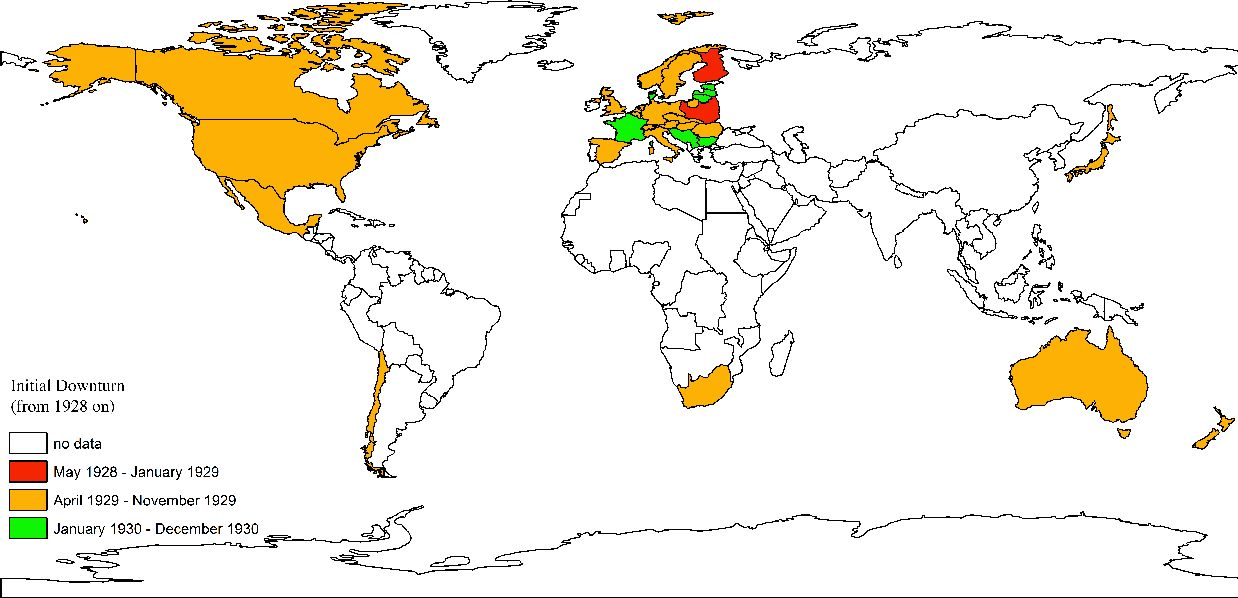 Initial Downturn
(from 1928 on)
no data
May 1928 - January 1929
April 1929 - November 1929
January 1930 - December 1930